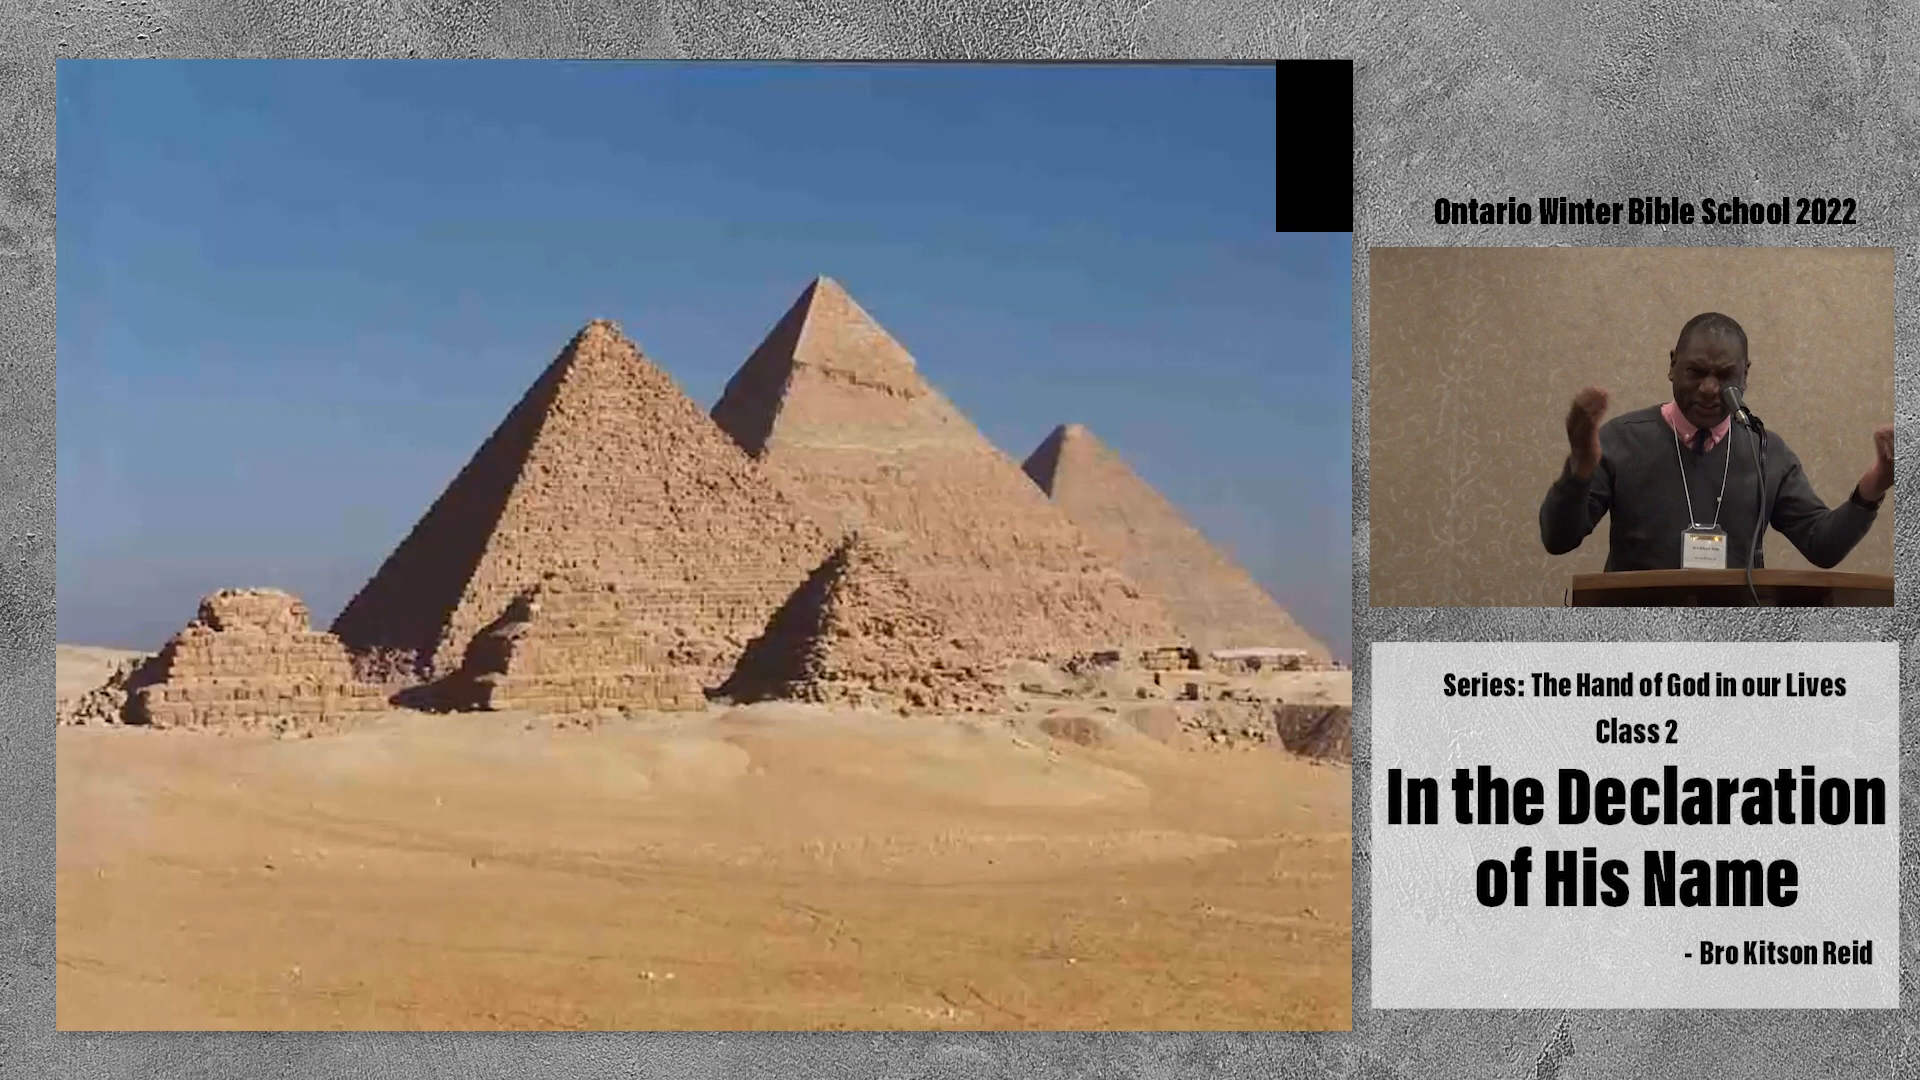 Ontario Winter Bible School 2022
Series: The Hand of God in our Lives
Class 2
In the Declaration
of His Name
- Bro Kitson Reid